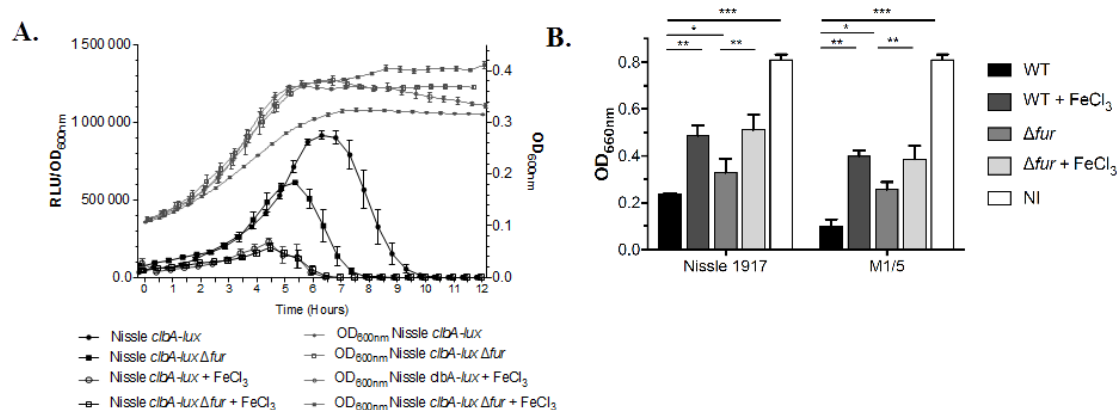 A.
1 500 000
1 000 000
500 000
0.0
RLU/OD600nm
0.4
0.3
0.2
0.1
0.0
OD600nm
0 1 2 3 4 5 6 7 8 9 10 11 12
Time (Hours)
Nissle clbA-lux
Nissle clbA-lux Δfur
Nissle clbA-lux + FeCl3
Nissle clbA-lux Δfur + FeCl3
OD600nm Nissle clbA-lux
OD600nm Nissle clbA-lux Δfur
OD600nm Nissle clbA-lux + FeCl3
OD600nm Nissle clbA-lux Δfur + FeCl3
B.
*** ***
* *
** ** ** **
0.8
0.6
0.4
0.2
0.0
OD660nm
Nissle 1917 M1/5
WT
WT + FeCl3
Δfur
Δfur + FeCl3
NI